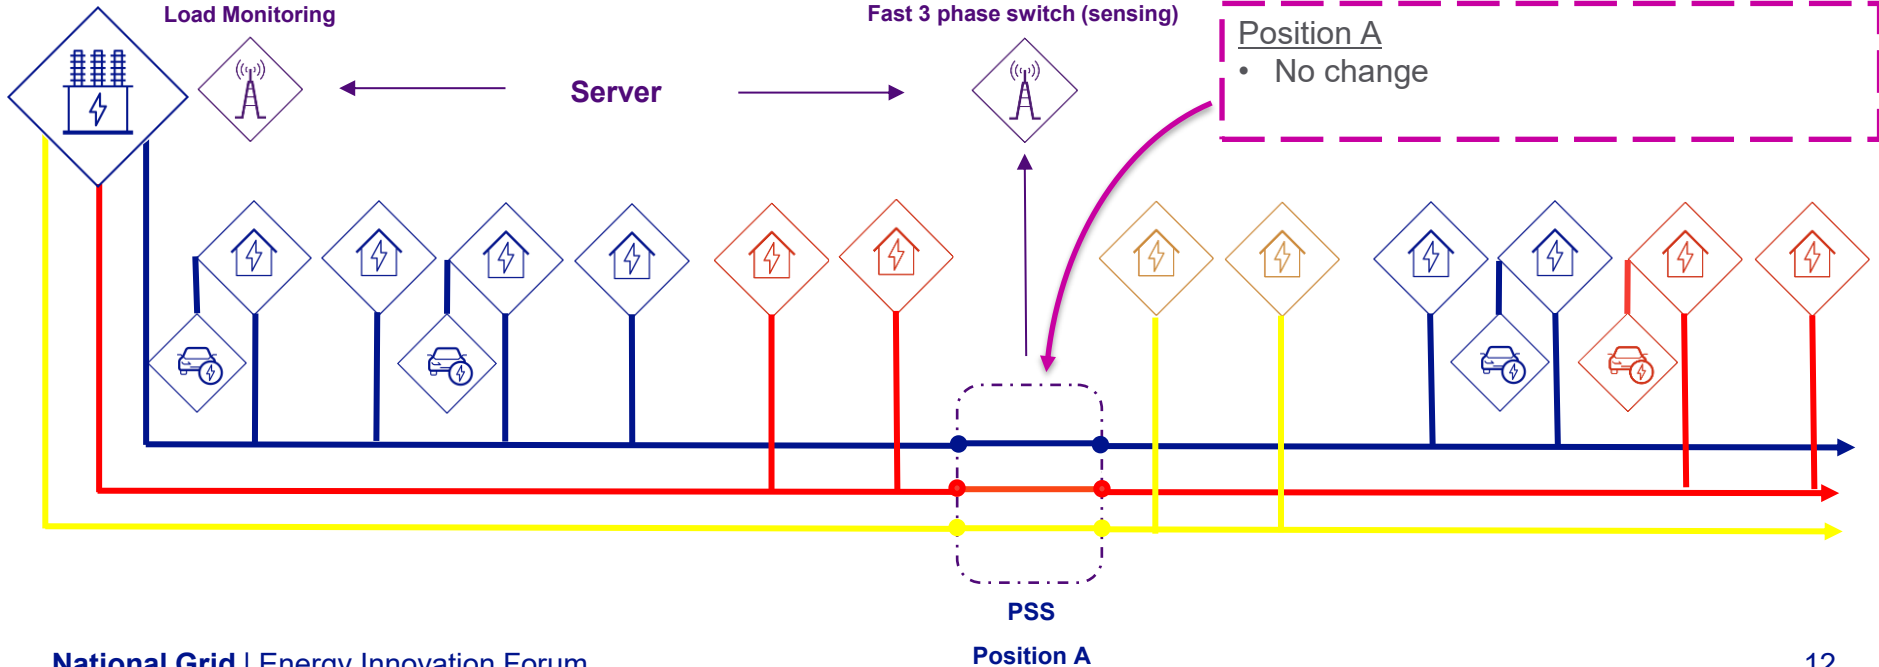 Load Monitoring
Fast 3 phase switch (sensing)
Server
Position A
• No change
PSS
Position A
National Grid | Energy Innovation Forum
12